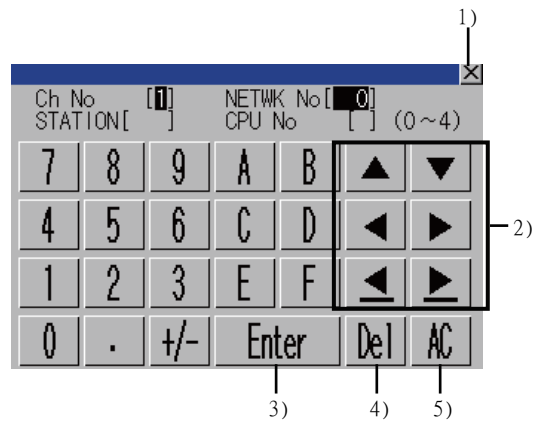 1)
×
Ch No [1] NETWK No[ 0]
STATION[ ] CPU No [ ] (0~4)
7 8 9 A B ▲ ▼
4 5 6 C D ◀ ▶ 2)
1 2 3 E F ◀ ▶
0 . +/- Enter Del AC
3) 4) 5)